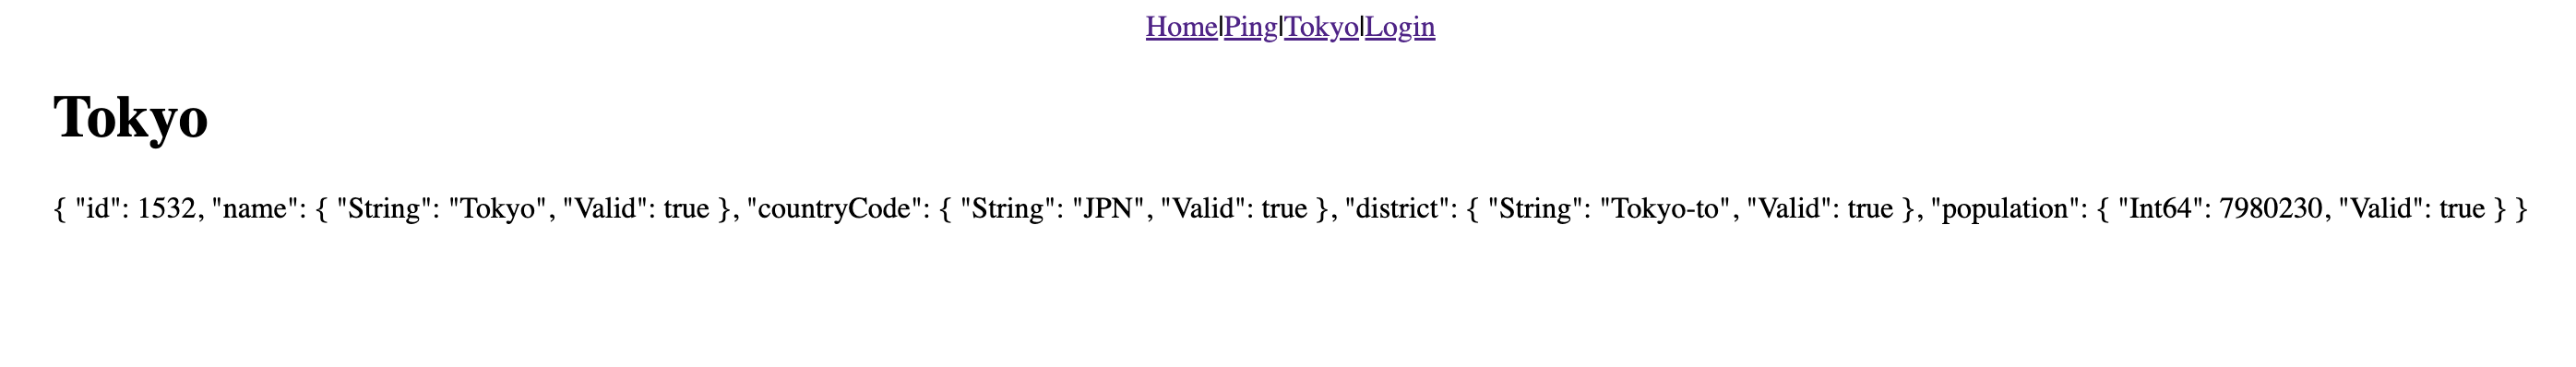 Home|Ping|Tokyo|Login
Tokyo
{ "id": 1532, "name": { "String": "Tokyo", "Valid": true }, "countryCode": { "String": "JPN", "Valid": true }, "district": { "String": "Tokyo-to", "Valid": true }, "population": { "Int64": 7980230, "Valid": true } }